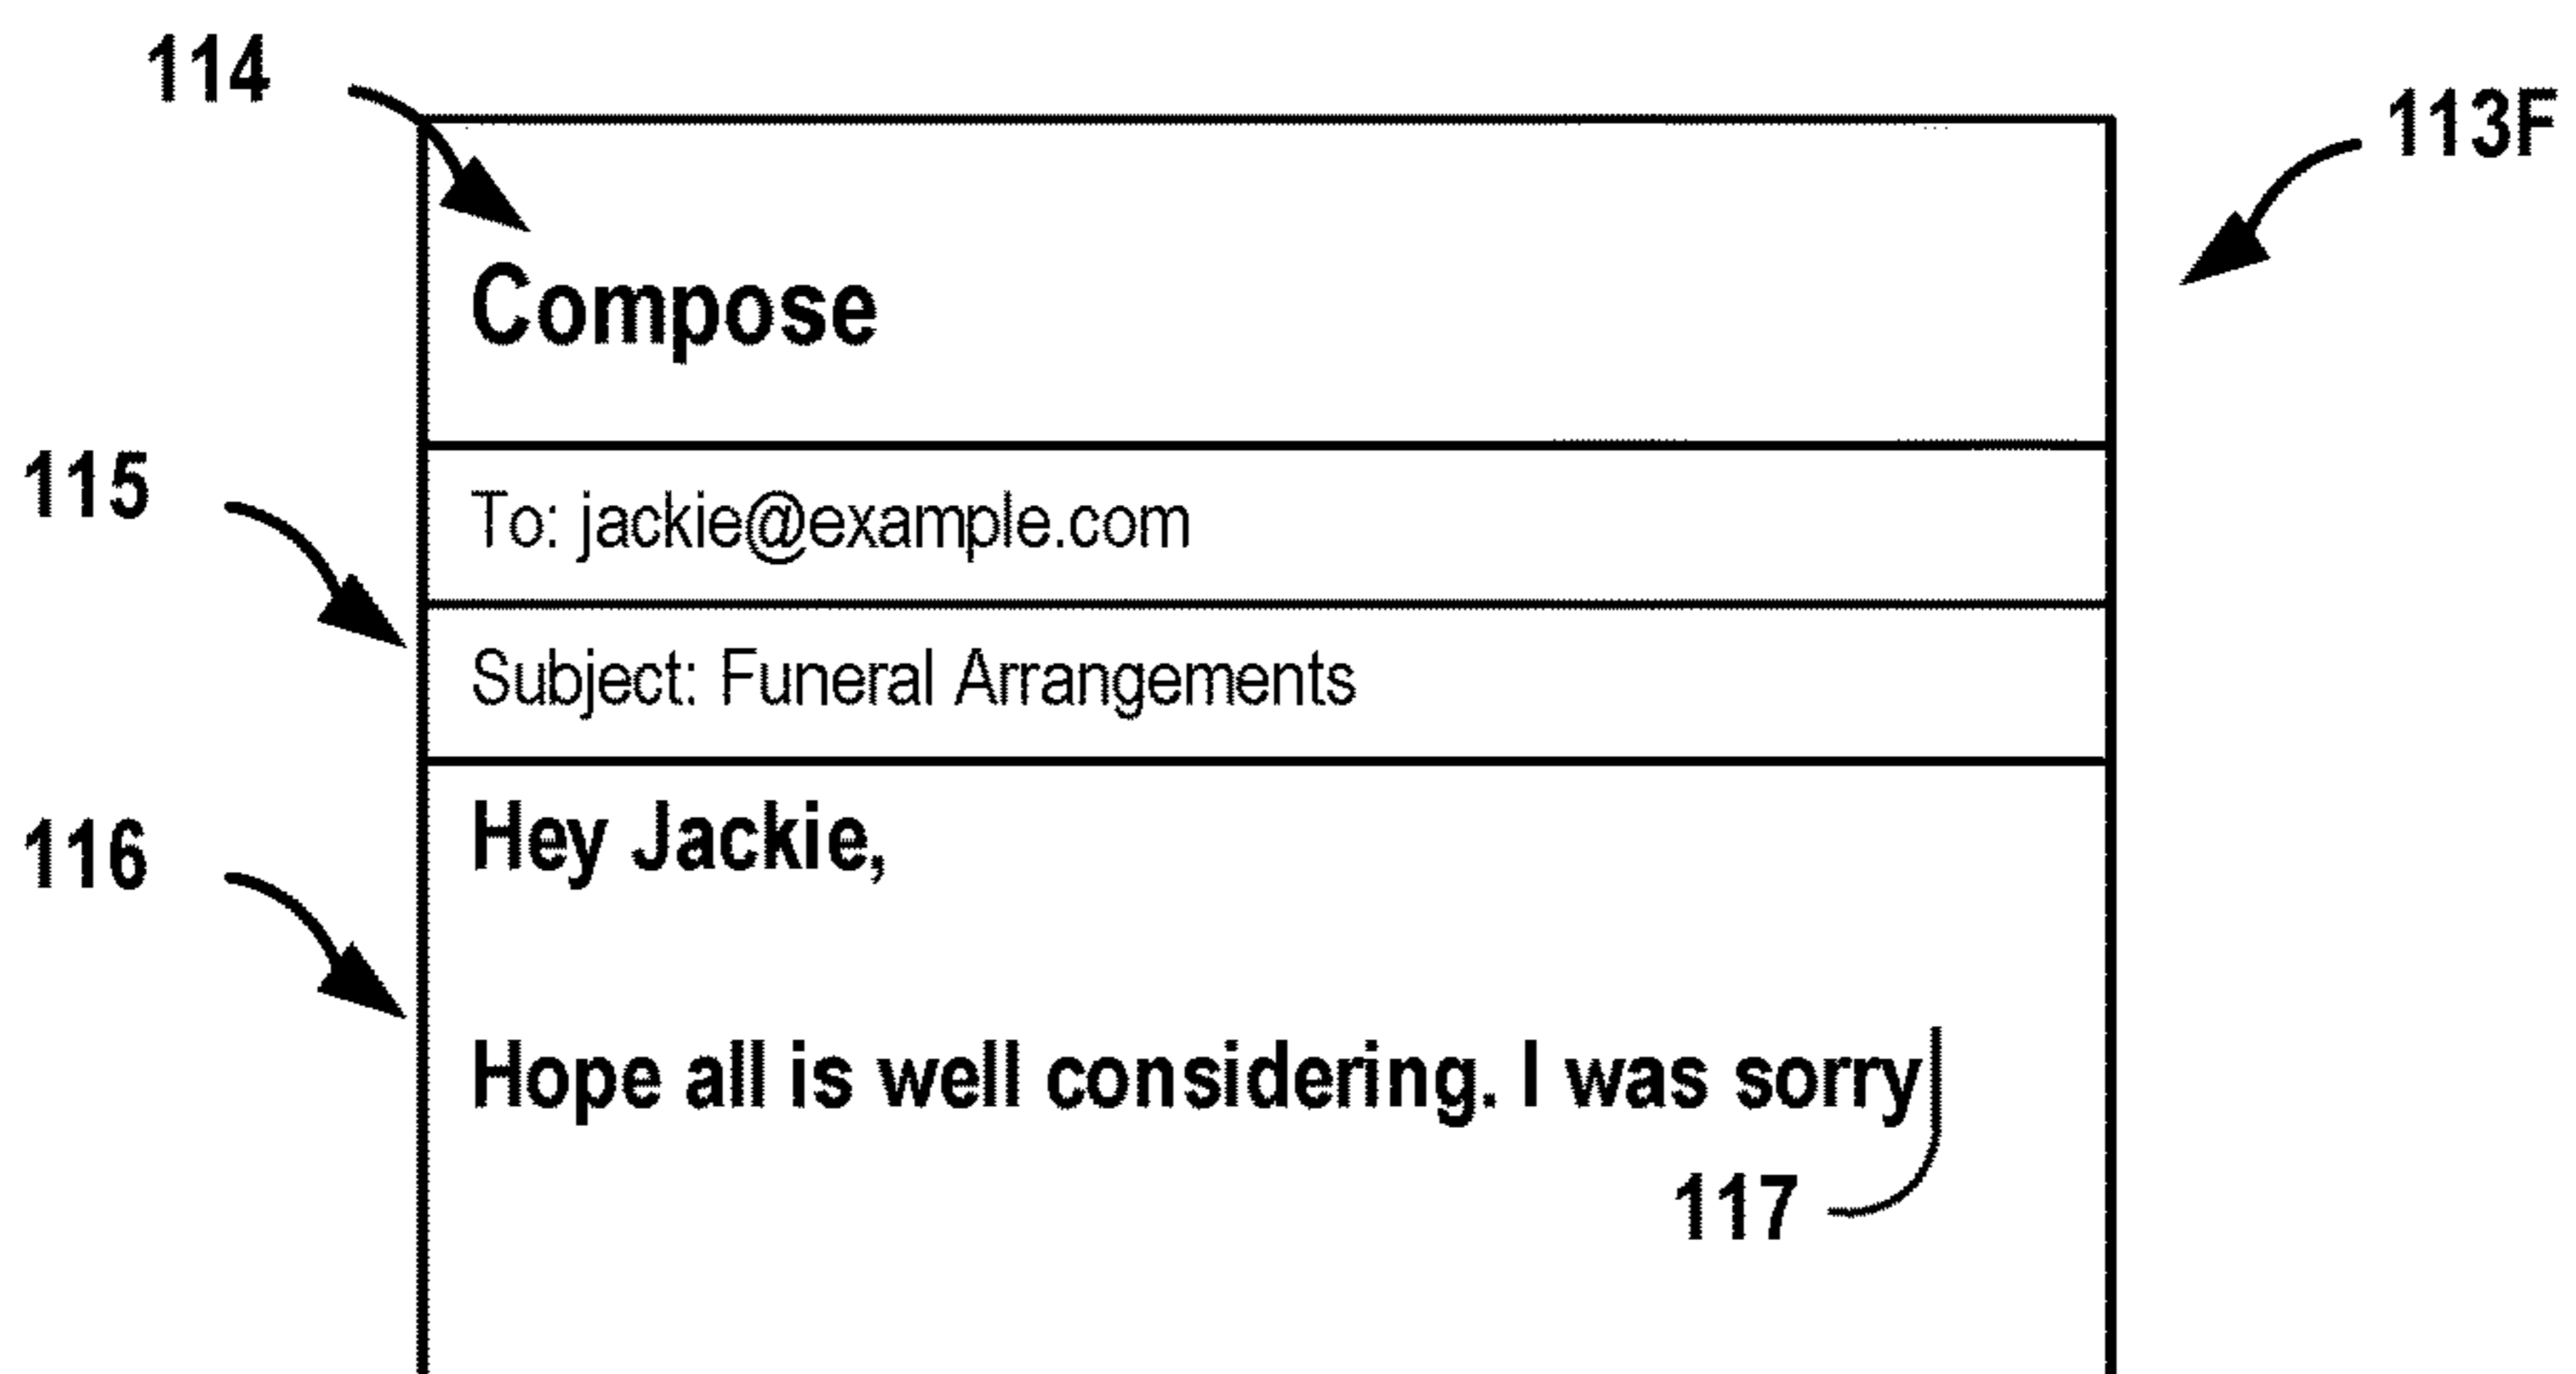 114
113F
Compose
115
To: jackie@example.com
Subject: Funeral Arrangements
116
Hey Jackie,
Hope all is well considering. I was sorry
117